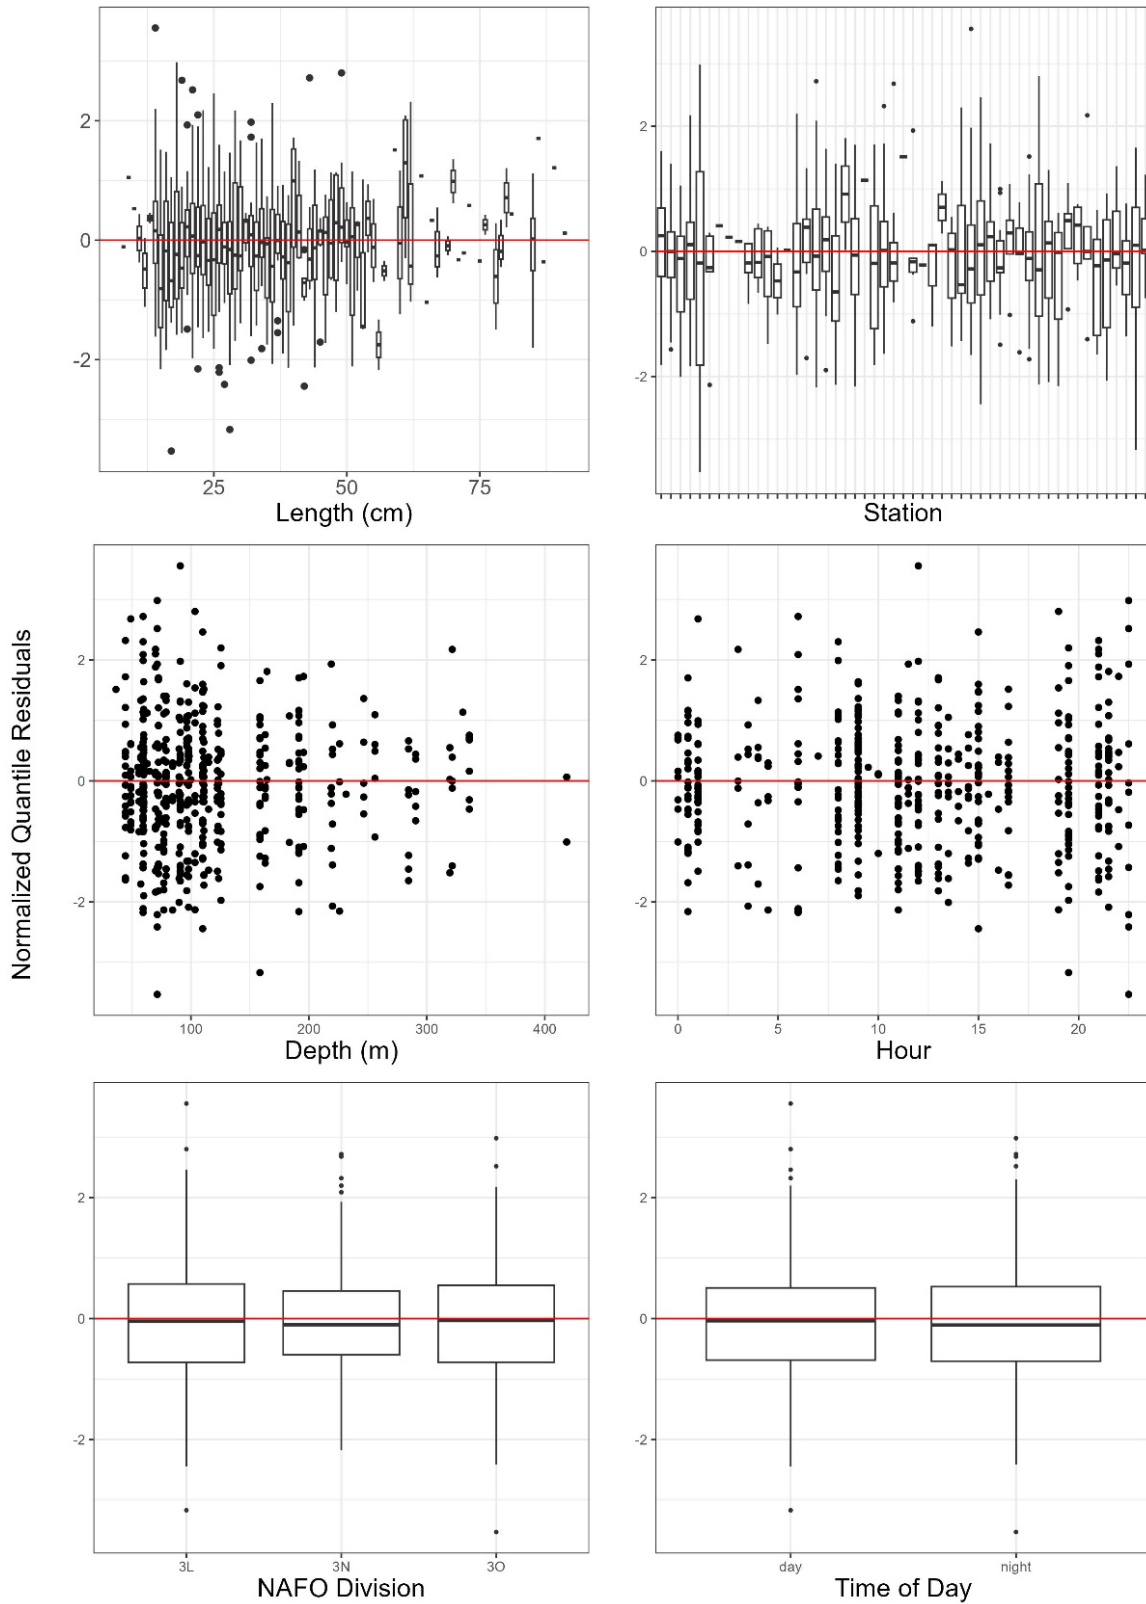 2
0
-2
25
50
75
Length (cm)
2
0
-2
Station
Normalized Quantile Residuals
2
0
-2
100
200
300
400
Depth (m)
2
0
-2
0
5
10
15
20
Hour
2
0
-2
3L
3N
3O
NAFO Division
2
0
-2
day
night
Time of Day